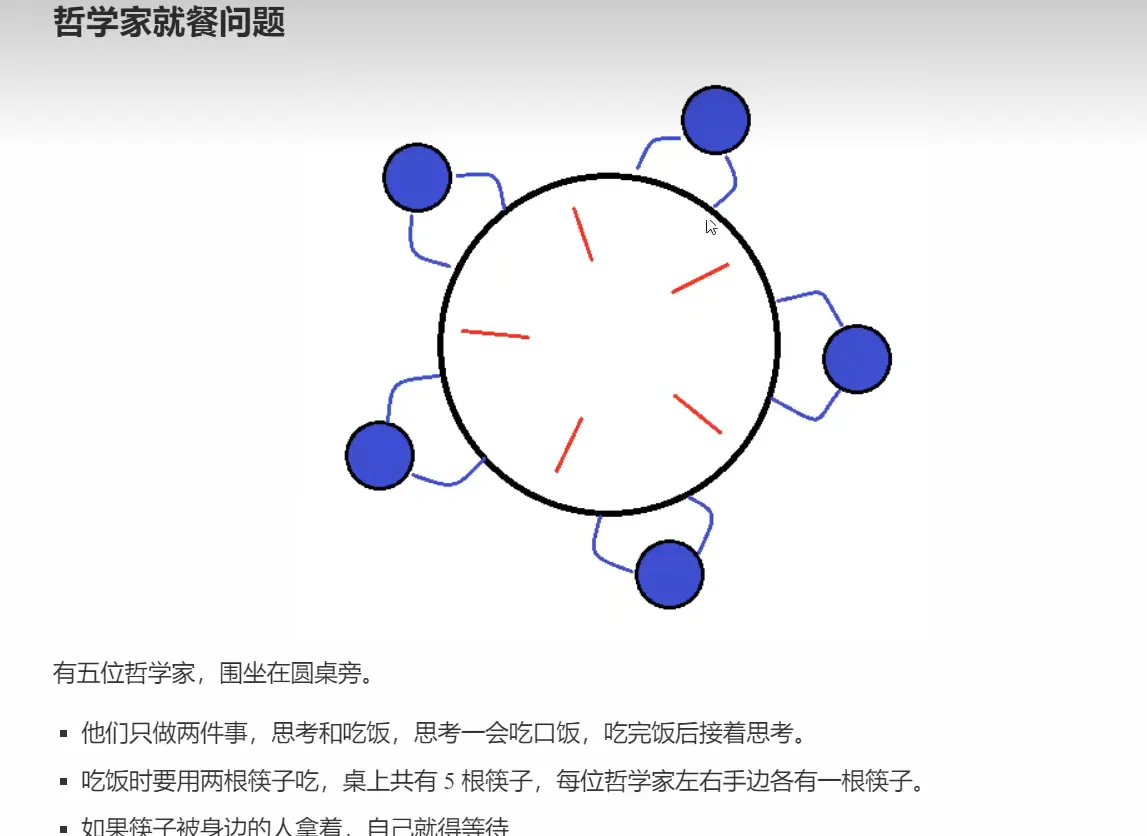 哲学家就餐问题
有五位哲学家，围坐在圆桌旁。
▪ 他们只做两件事，思考和吃饭，思考一会吃口饭，吃完饭后接着思考。
▪ 吃饭时要用两根筷子吃，桌上共有 5 根筷子，每位哲学家左右手边各有一根筷子。
▪ 如果筷子被身边的人拿着，自己就得等待